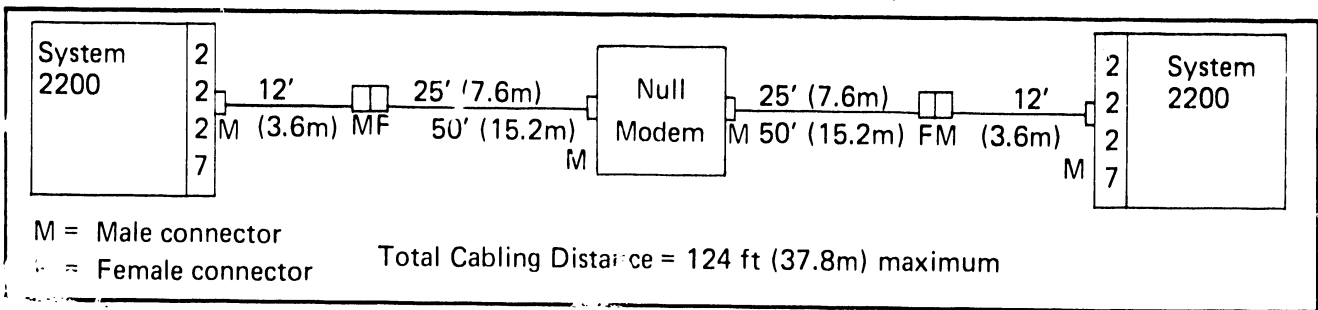 System
2200
2
2
2
7
12'
M (3.6m) MF
25' (7.6m)
50' (15.2m)
M
Null
Modem
25' (7.6m)
M 50' (15.2m) FM
12'
(3.6m)
M
2
2
2
7
System
2200
M = Male connector
= Female connector
Total Cabling Distance = 124 ft (37.8m) maximum